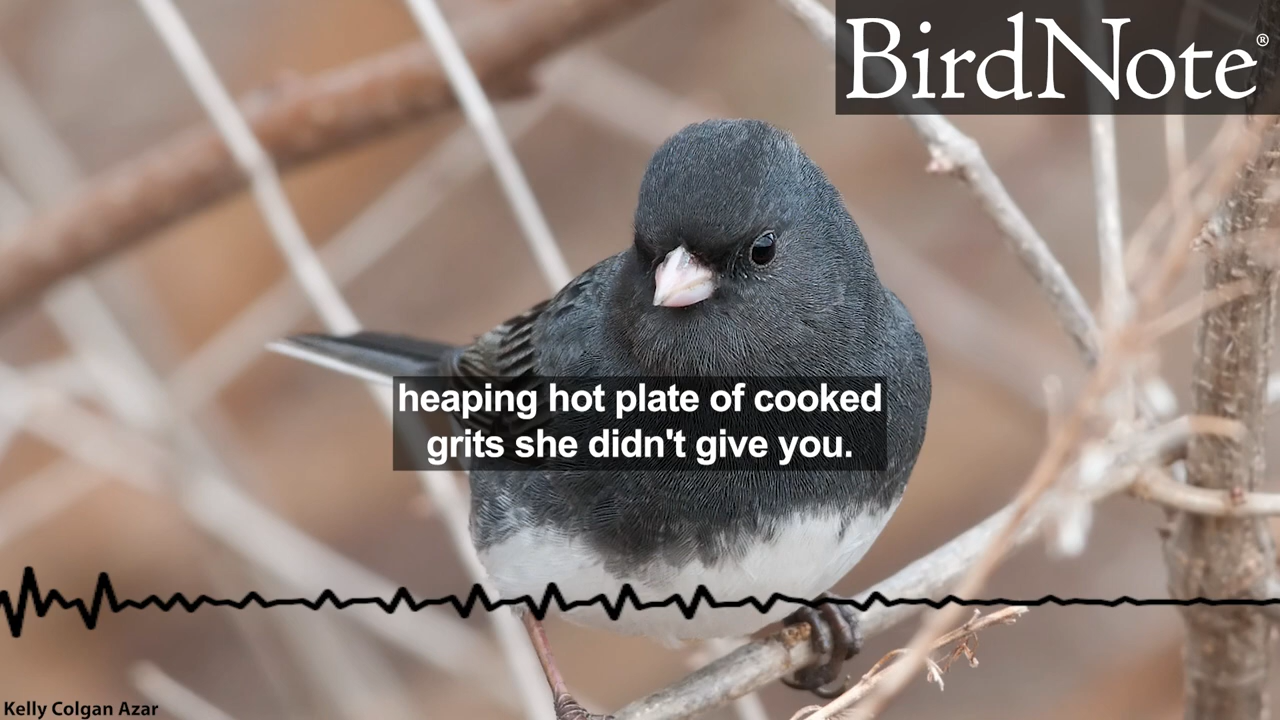 BirdNote®
heaping hot plate of cooked
grits she didn't give you.
Kelly Colgan Azar